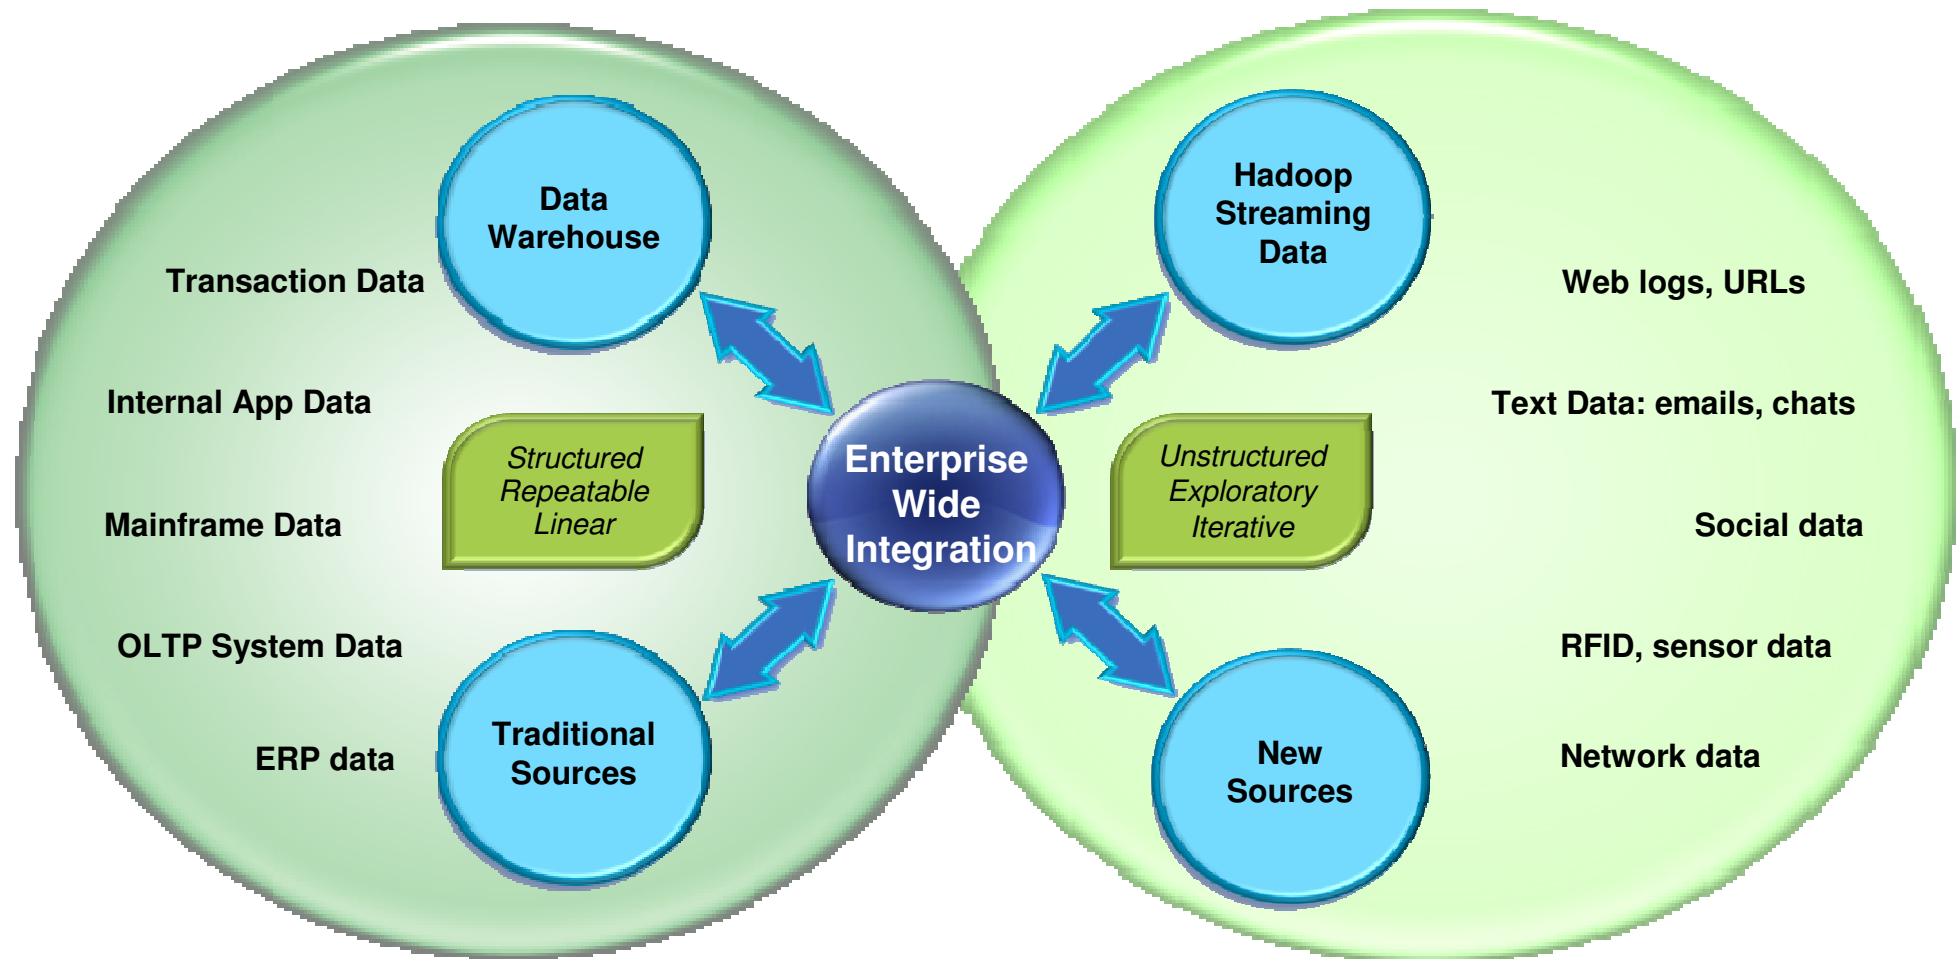 Data
Warehouse
Transaction Data
Internal App Data
Structured
Repeatable
Linear
Mainframe Data
OLTP System Data
Traditional
Sources
ERP data
Enterprise
Wide
Integration
Hadoop
Streaming
Data
Web logs, URLs
Text Data: emails, chats
Unstructured
Exploratory
Iterative
Social data
RFID, sensor data
New
Sources
Network data